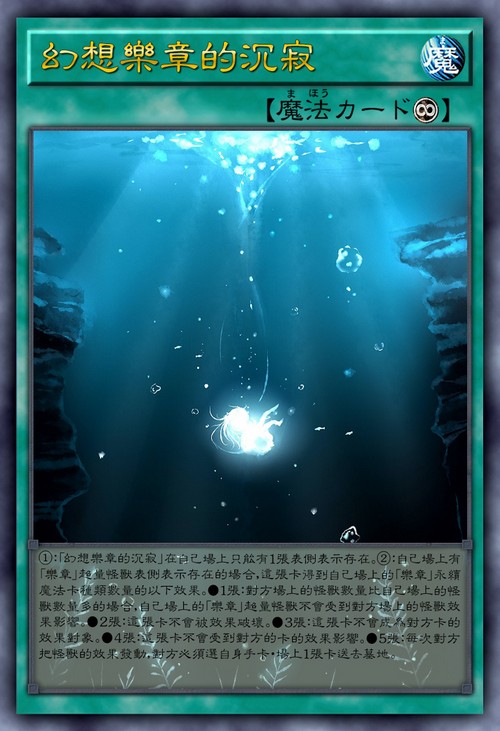 幻想樂章的沉寂
魔
まほう
【魔法カード】
①:「幻想樂章的沉寂」在自己場上只能有1張表側表示存在。②:自己場上有
「樂章」超量怪獸表側表示存在的場合,這張卡得到自己場上的「樂章」永續
魔法卡種類數量的以下效果。●1張:對方場上的怪獸數量比自己場上的怪
獸數量多的場合,自己場上的「樂章」超量怪獸不會受到對方場上的怪獸效
果影響。●2張:這張卡不會被效果破壞。●3張:這張卡不會成為對方卡的
效果對象。●4張:這張卡不會受到對方的卡的效果影響。●5張:每次對方
把怪獸的效果發動,對方必須選自身手卡・場上1張卡送去墓地。